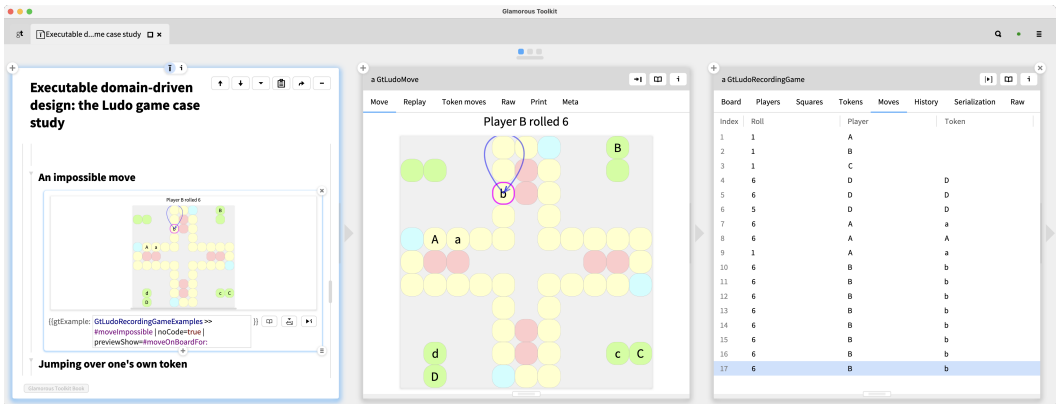 Glamorous Toolkit
gt
Executable d...me case study
Executable domain-driven
design: the Ludo game case
study
An impossible move
Player B rolled 6
B
b
A a
d
D
c C
{{gtExample: GtLudoRecordingGameExamples >>
#moveImpossible | noCode=true |
previewShow=#moveOnBoardFor:
}}
Jumping over one's own token
Glamorous Toolkit Book
a GtLudoMove
Move Replay Token moves Raw Print Meta
Player B rolled 6
B
b
A a
d c C
D
a GtLudoRecordingGame
Board Players Squares Tokens Moves History Serialization Raw
Index Roll Player Token
1 1 A
2 1 B
3 1 C
4 6 D D
5 6 D D
6 5 D D
7 6 A a
8 6 A A
9 1 A a
10 6 B b
11 6 B b
12 6 B b
13 6 B b
14 6 B b
15 6 B b
16 6 B b
17 6 B b